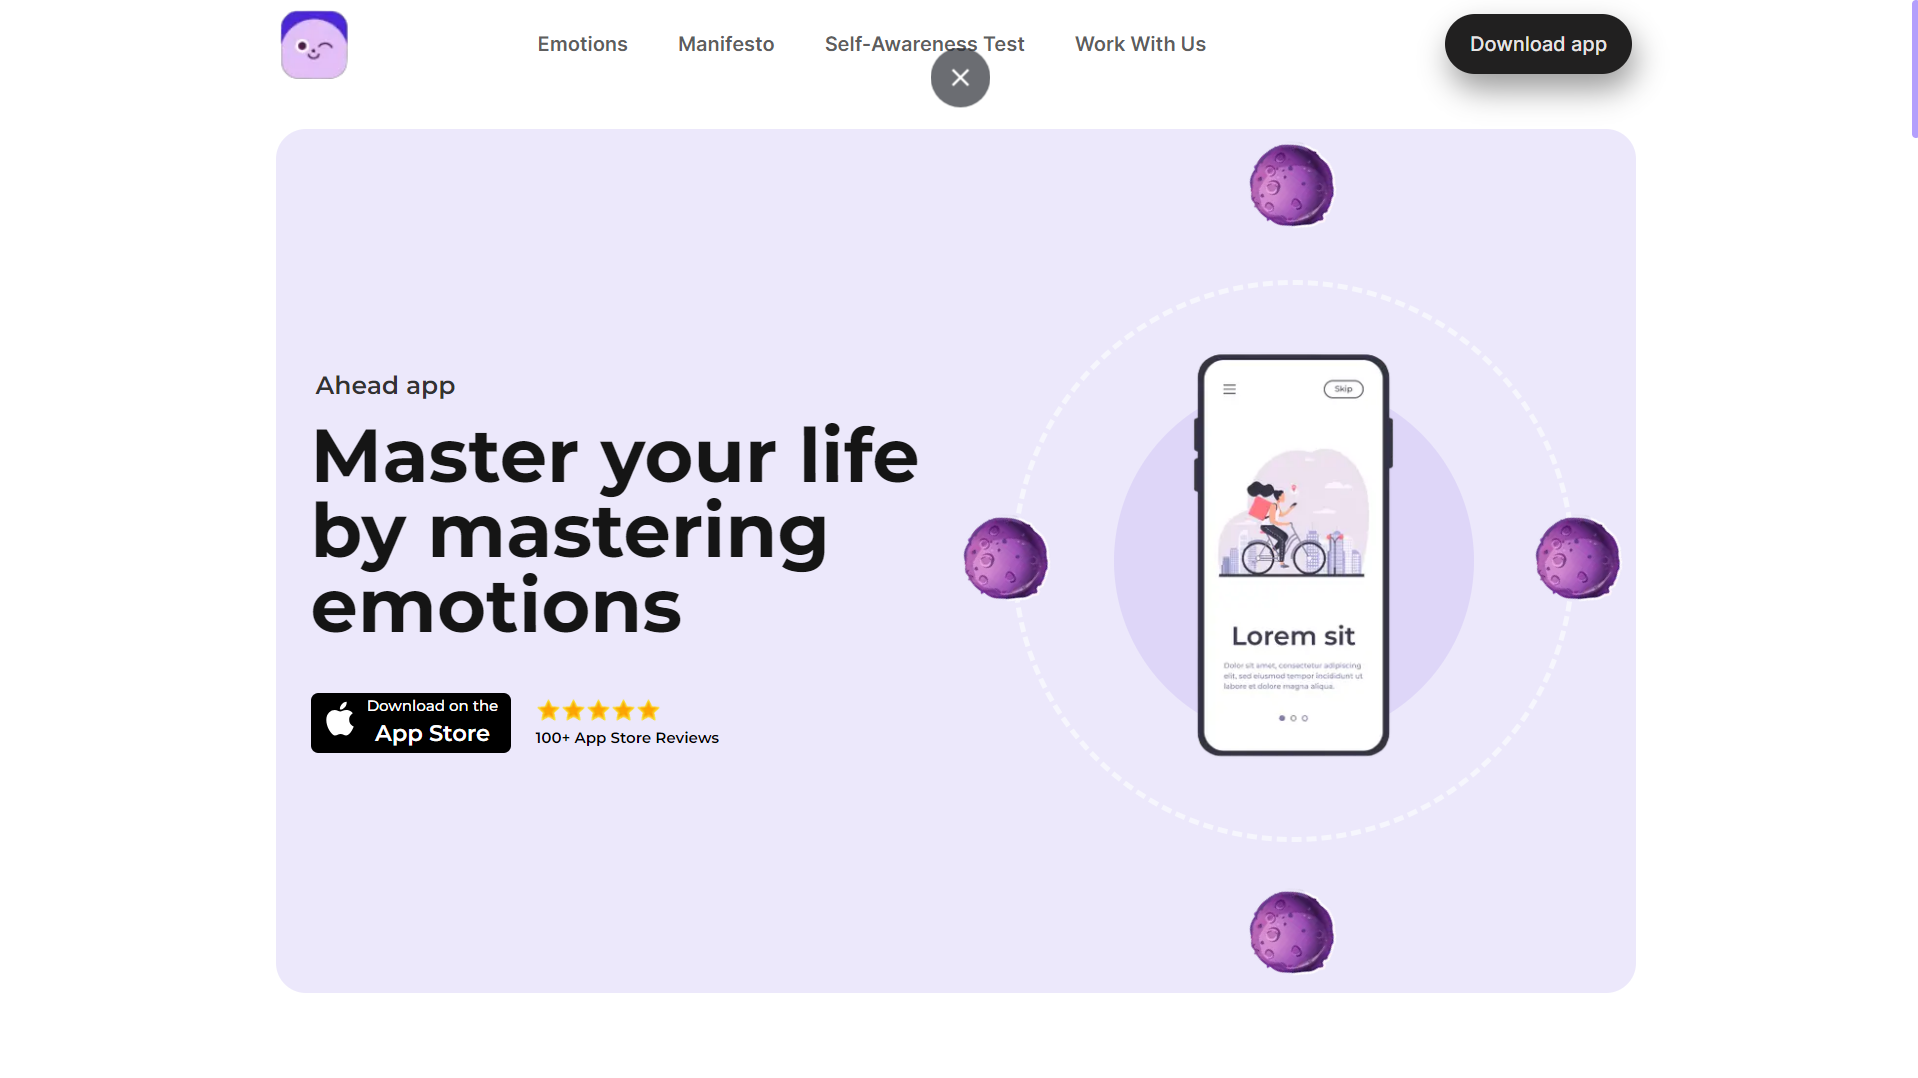 Emotions
Manifesto
Self-Awareness Test
Work With Us
Download app
Ahead app
Master your life
by mastering
emotions
Download on the
App Store
100+ App Store Reviews
Skip
Lorem sit
Dolor sit amet, consectetur adipiscing
elit, sed eiusmod tempor incididunt ut
labore et dolore magna aliqua.